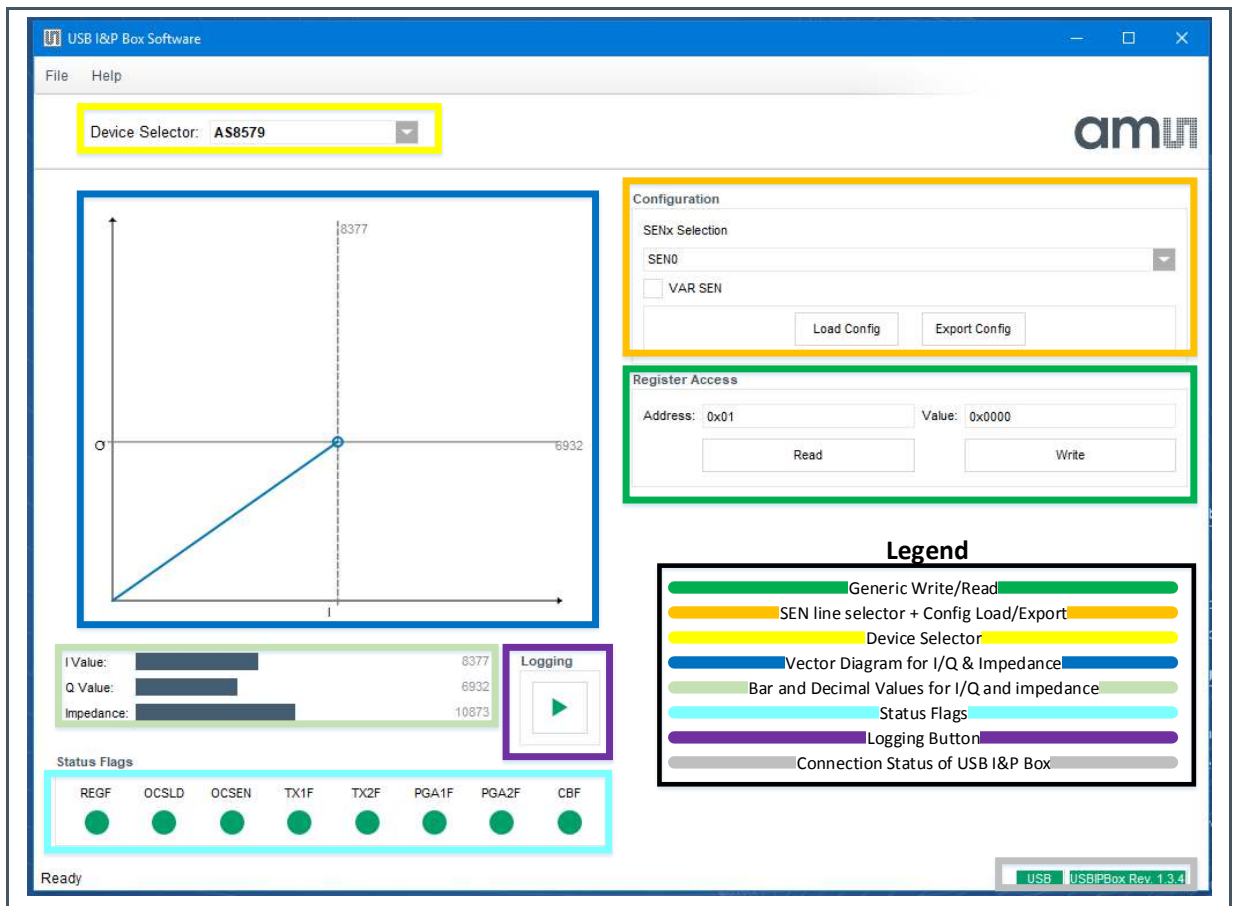 USB I&P Box Software
File Help
Device Selector: AS8579
am
8377
Q
6932
I
Configuration
SENx Selection
SEN0
VAR SEN
Load Config Export Config
Register Access
Address: 0x01 Value: 0x0000
Read Write
Legend
Generic Write/Read
SEN line selector + Config Load/Export
Device Selector
Vector Diagram for I/Q & Impedance
Bar and Decimal Values for I/Q and impedance
Status Flags
Logging Button
Connection Status of USB I&P Box
I Value: 8377
Q Value: 6932
Impedance: 10873
Logging
Status Flags
REGF OCSLD OCSEN TX1F TX2F PGA1F PGA2F CBF
Ready
USB USBIPBox Rev. 1.3.4